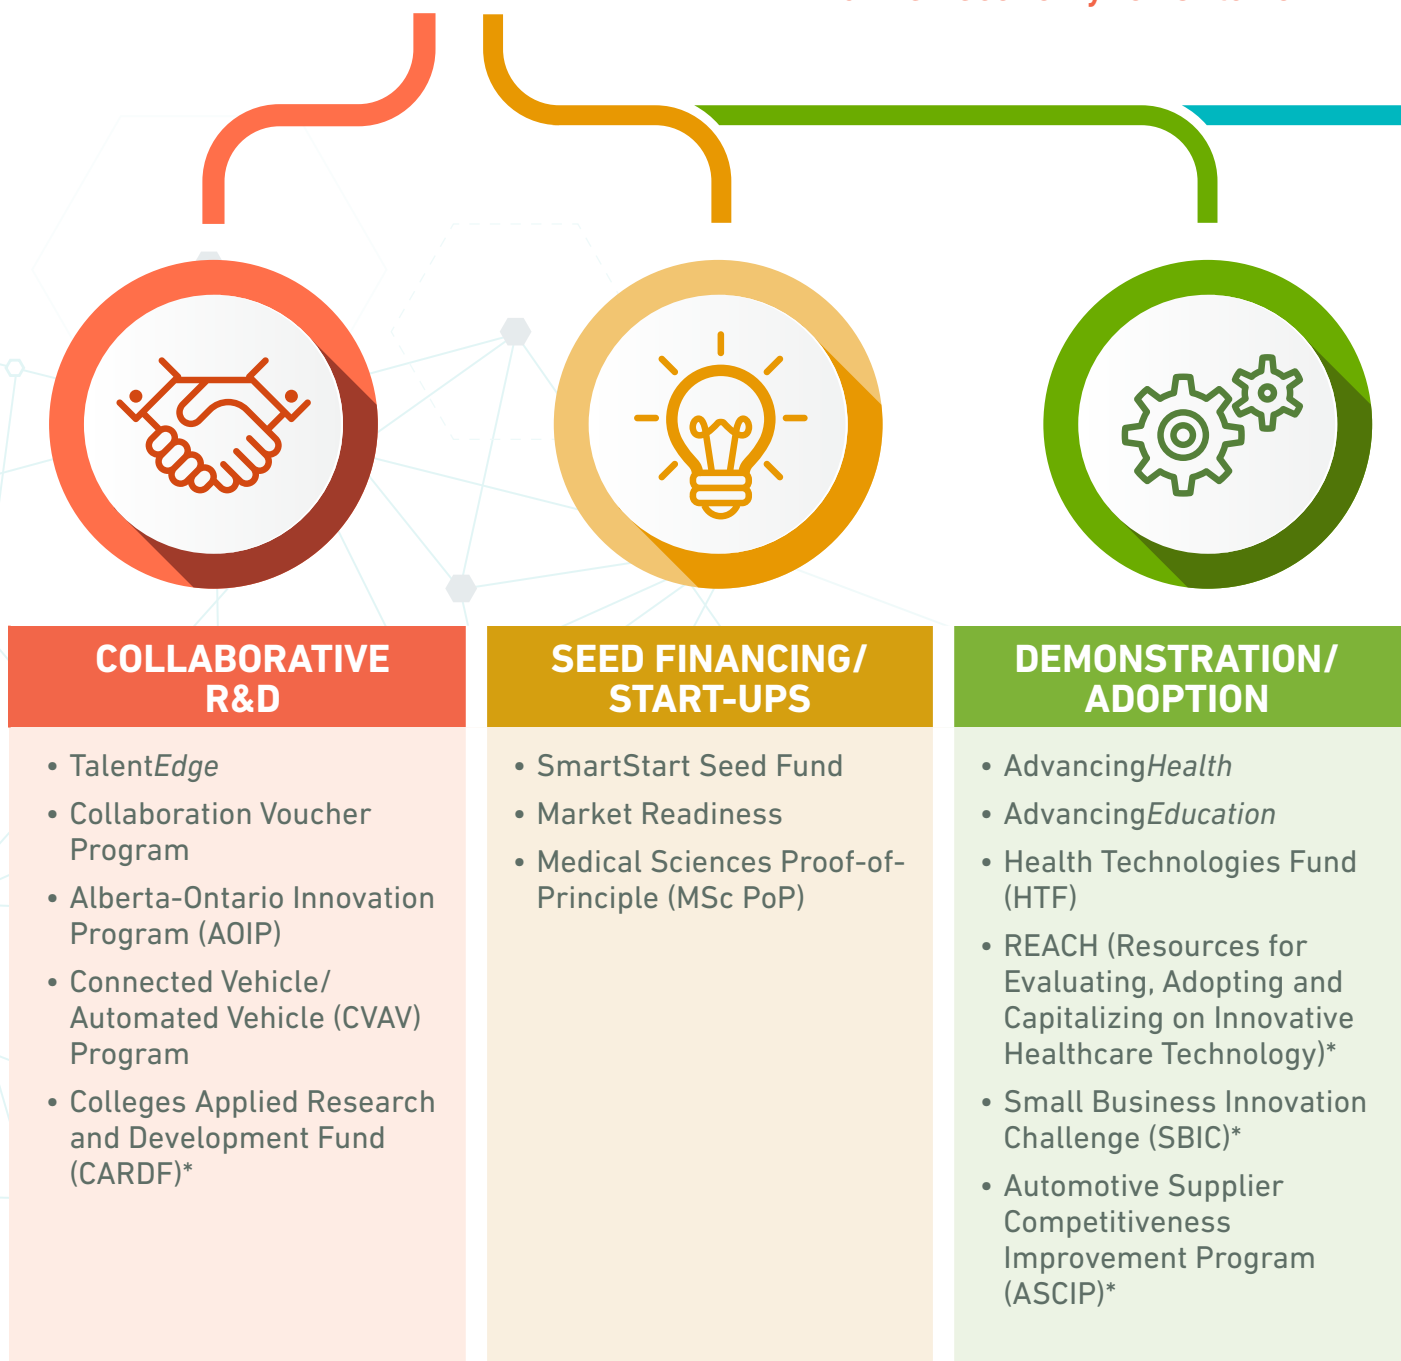 COLLABORATIVE
R&D
• Talent*Edge*
• Collaboration Voucher
Program
• Alberta-Ontario Innovation
Program (AOIP)
• Connected Vehicle/
Automated Vehicle (CVAV)
Program
• Colleges Applied Research
and Development Fund
(CARDF)*
SEED FINANCING/
START-UPS
• SmartStart Seed Fund
• Market Readiness
• Medical Sciences Proof-of-
Principle (MSc PoP)
DEMONSTRATION/
ADOPTION
• AdvancingHealth
• AdvancingEducation
• Health Technologies Fund
(HTF)
• REACH (Resources for
Evaluating, Adopting and
Capitalizing on Innovative
Healthcare Technology)*
• Small Business Innovation
Challenge (SBIC)*
• Automotive Supplier
Competitiveness
Improvement Program
(ASCIP)*